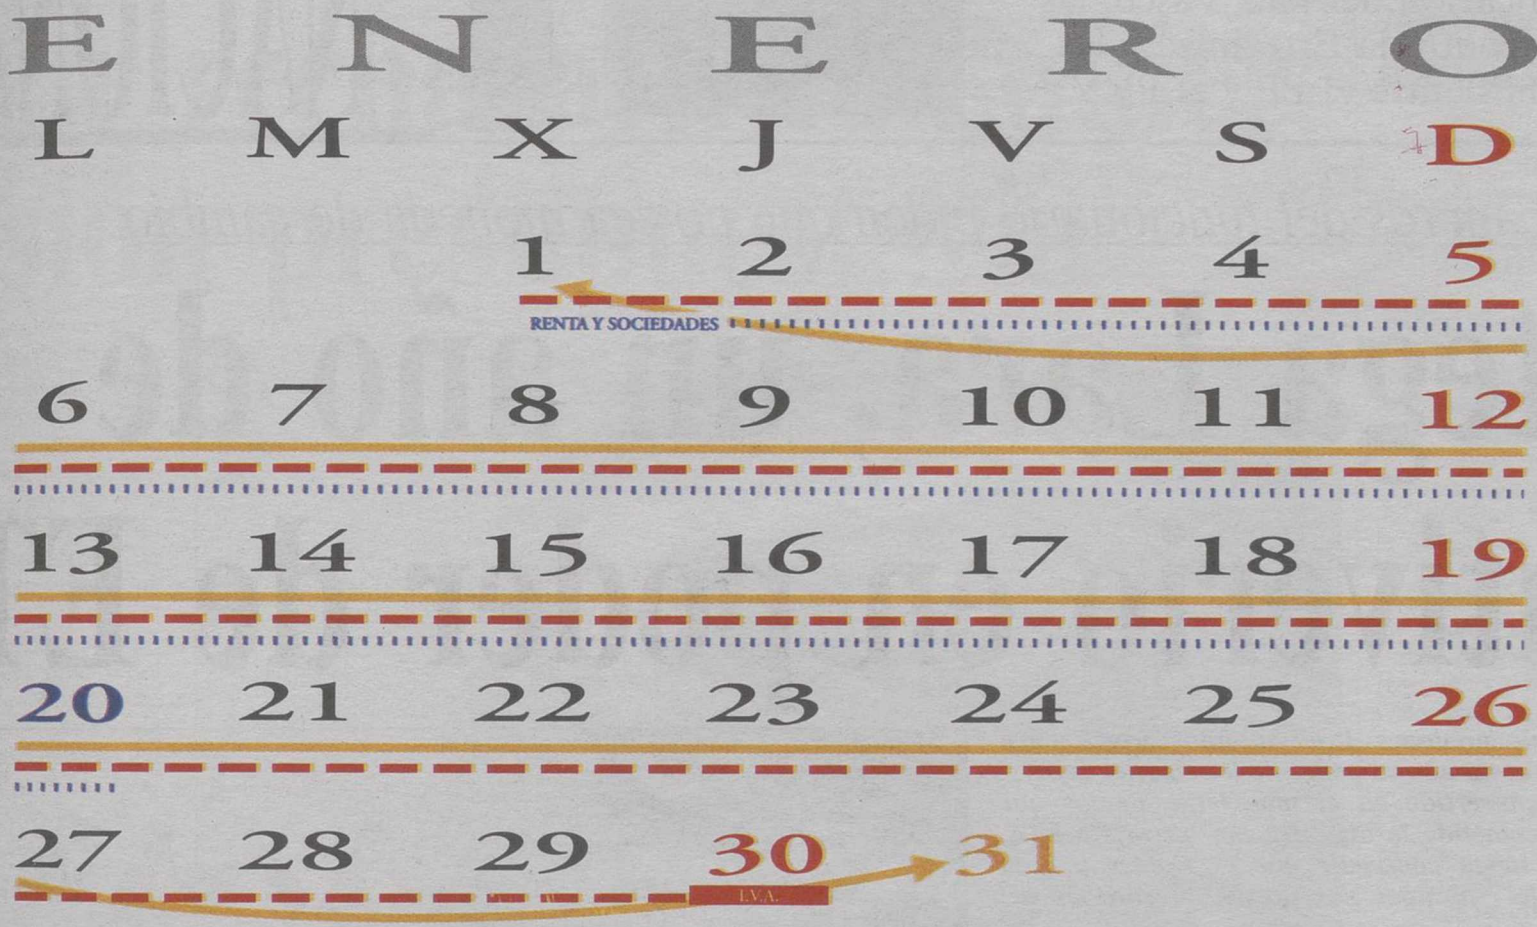 E N E R O
L M X J V S D
1 2 3 4 5
RENTA Y SOCIEDADES
6 7 8 9 10 11 12
13 14 15 16 17 18 19
20 21 22 23 24 25 26
27 28 29 30 31
I.V.A.